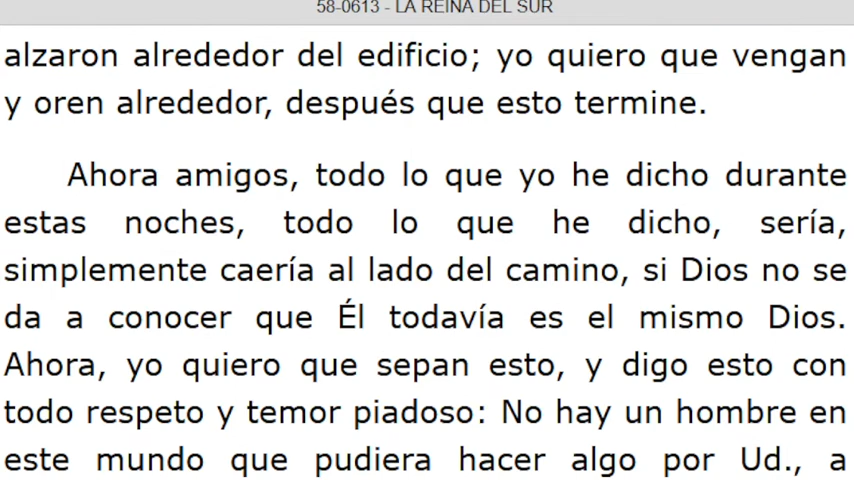 58-0613 - LA REINA DEL SUR
alzaron alrededor del edificio; yo quiero que vengan
y oren alrededor, después que esto termine.
Ahora amigos, todo lo que yo he dicho durante
estas noches, todo lo que he dicho, sería,
simplemente caería al lado del camino, si Dios no se
da a conocer que Él todavía es el mismo Dios.
Ahora, yo quiero que sepan esto, y digo esto con
todo respeto y temor piadoso: No hay un hombre en
este mundo que pudiera hacer algo por Ud., a